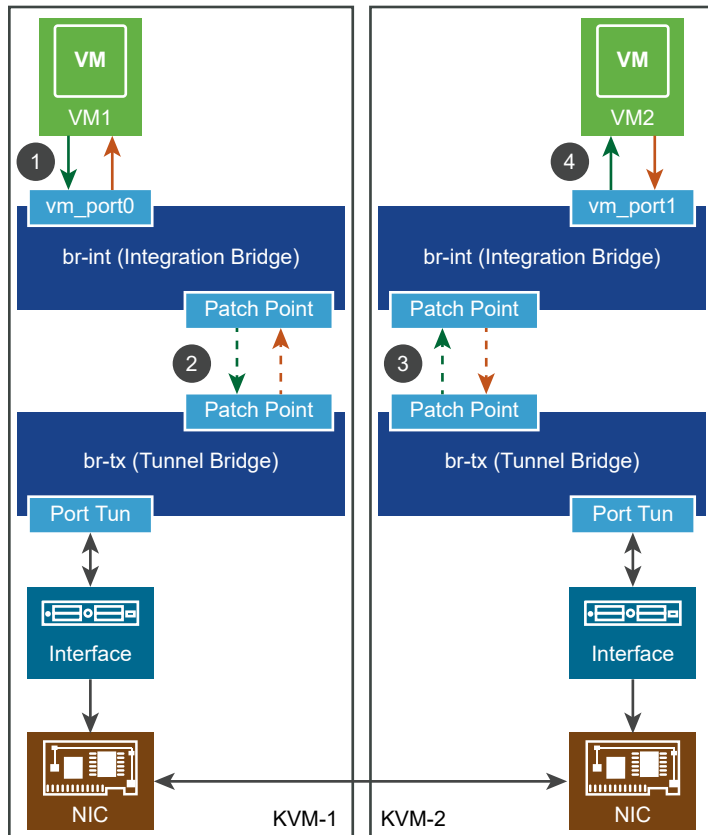 VM
VM1
1
vm_port0
br-int (Integration Bridge)
Patch Point
2
Patch Point
br-tx (Tunnel Bridge)
Port Tun
Interface
NIC
KVM-1
VM
VM2
4
vm_port1
br-int (Integration Bridge)
Patch Point
3
Patch Point
br-tx (Tunnel Bridge)
Port Tun
Interface
NIC
KVM-2